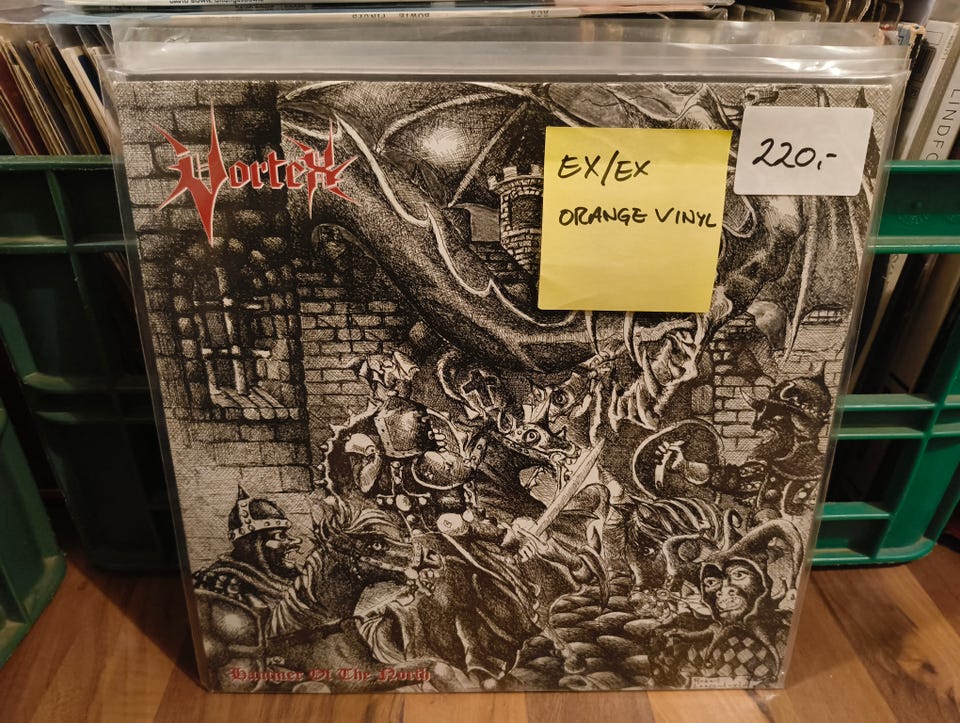 VorteX
EX/EX
ORANGE VINYL
220,-
Hammer Of The North